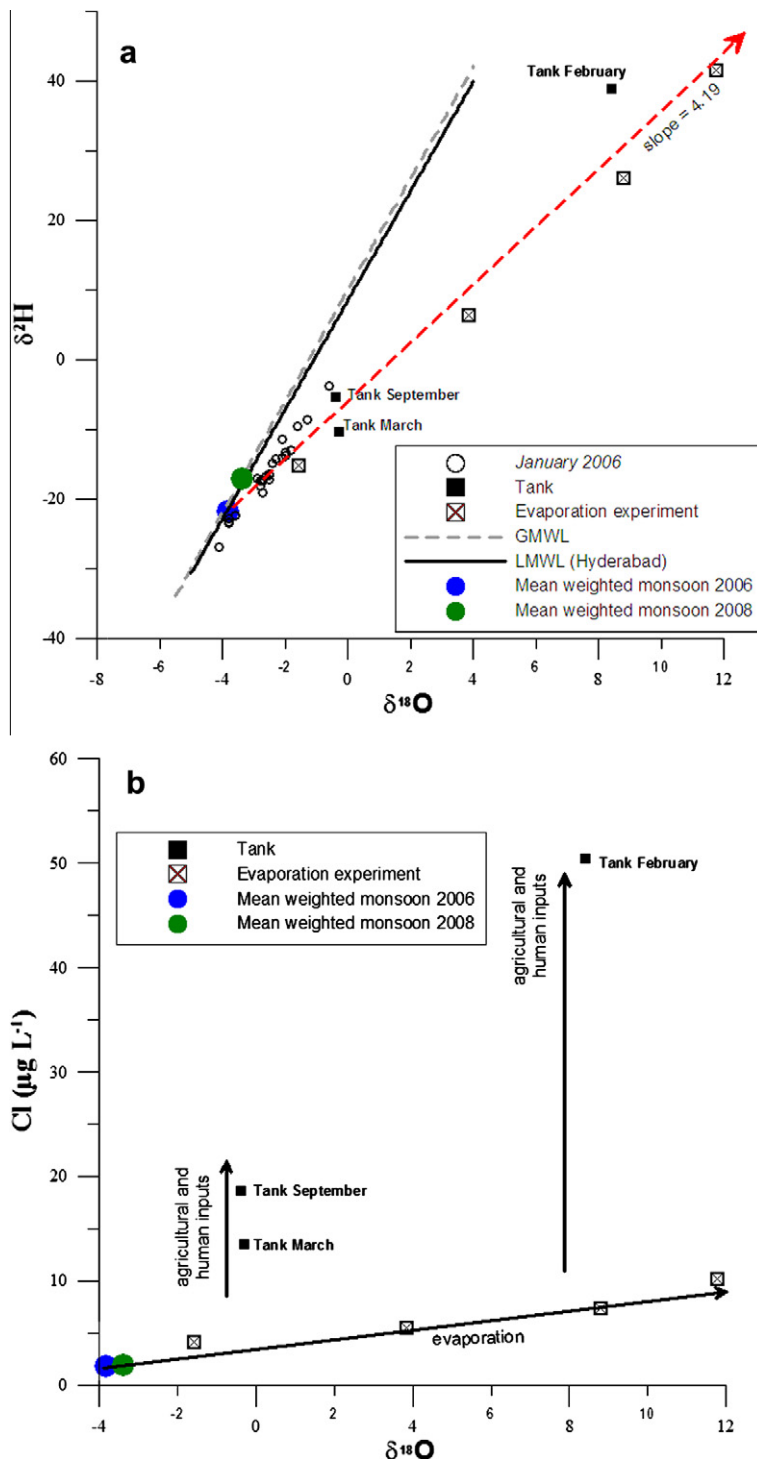 a
40
20
0
-20
-40
δ²H
Tank February
slope = 4.19
Tank September
Tank March
January 2006
Tank
Evaporation experiment
GMWL
LMWL (Hyderabad)
Mean weighted monsoon 2006
Mean weighted monsoon 2008
-8 -6 -4 -2 0 2 4 6 8 10 12
δ¹⁸O
b
60
50
40
30
20
10
0
Cl (µg L⁻¹)
Tank
Evaporation experiment
Mean weighted monsoon 2006
Mean weighted monsoon 2008
Tank February
agricultural and
human inputs
Tank September
Tank March
agricultural and
human inputs
evaporation
-4 -2 0 2 4 6 8 10 12
δ¹⁸O